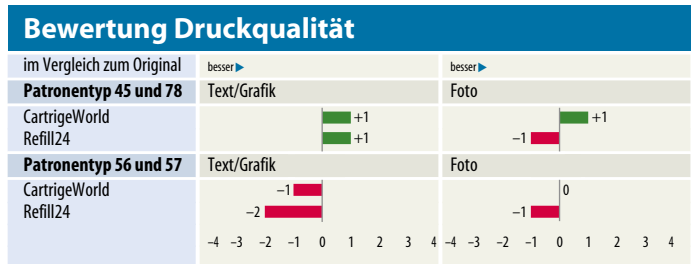 Bewertung Druckqualität
im Vergleich zum Original besser▶ besser▶
Patronentyp 45 und 78 Text/Grafik Foto
CartrigeWorld +1 +1
Refill24 +1 –1
Patronentyp 56 und 57 Text/Grafik Foto
CartrigeWorld –1 0
Refill24 –2 –1
–4 –3 –2 –1 0 1 2 3 4 –4 –3 –2 –1 0 1 2 3 4